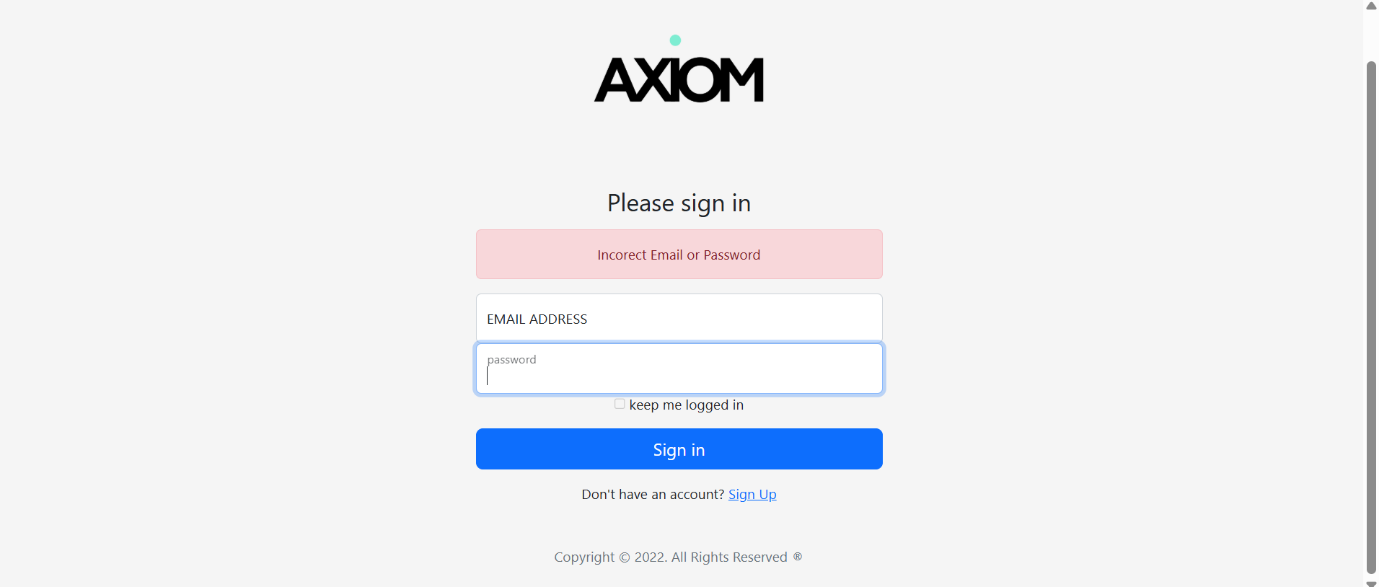 AXIOM
Please sign in
Incorect Email or Password
EMAIL ADDRESS
password
keep me logged in
Sign in
Don't have an account? Sign Up
Copyright © 2022. All Rights Reserved ®